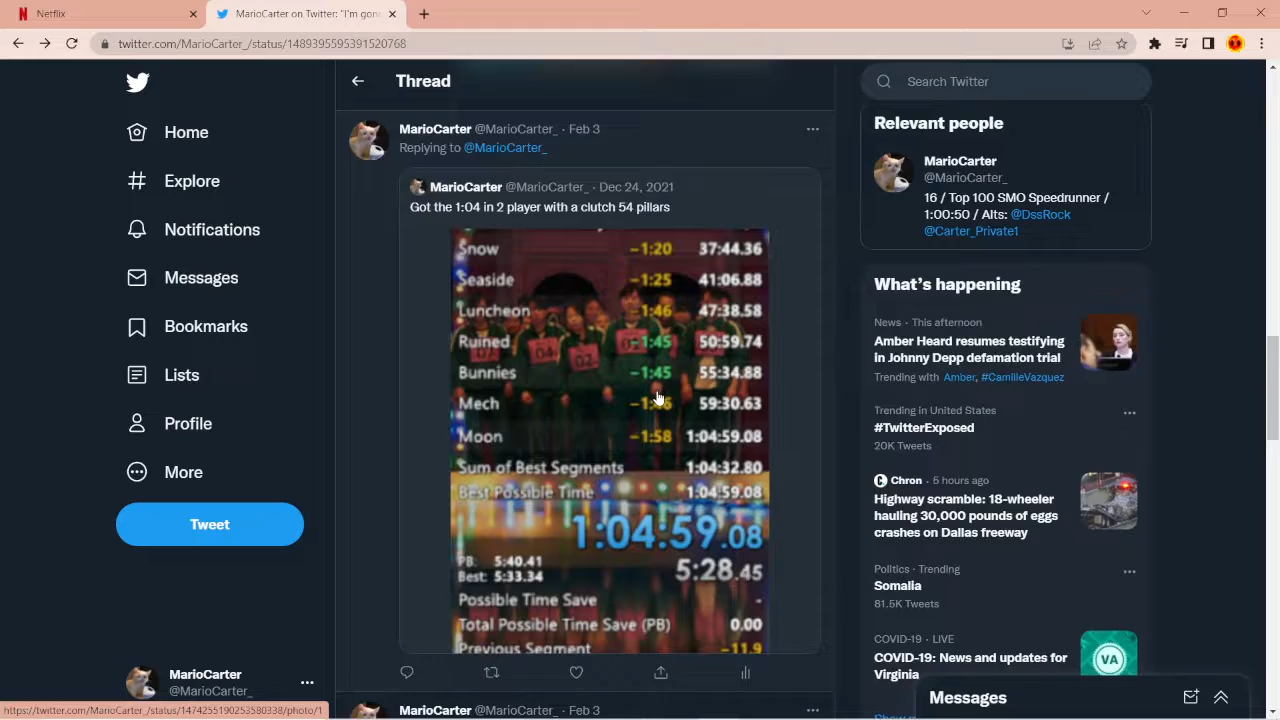 Netflix
MarioCarter on Twitter: "I'm gone
twitter.com/MarioCarter_/status/1489395595391520768
Thread
Search Twitter
Home
Explore
Notifications
Messages
Bookmarks
Lists
Profile
More
Tweet
MarioCarter
@MarioCarter_
MarioCarter @MarioCarter_ · Feb 3
Replying to @MarioCarter_
MarioCarter @MarioCarter_ · Dec 24, 2021
Got the 1:04 in 2 player with a clutch 54 pillars
Snow −1:20 37:44.36
Seaside −1:25 41:06.88
Luncheon −1:46 47:38.58
Ruined −1:45 50:59.74
Bunnies −1:45 55:34.88
Mech 59:30.63
Moon −1:58 1:04:59.08
Sum of Best Segments 1:04:32.80
Best Possible Time 1:04:59.08
1:04:59.08
PB: 5:40.41
Best: 5:33.34
5:28.45
Possible Time Save -
Total Possible Time Save (PB) 0.00
Previous Segment −11.9
MarioCarter @MarioCarter_ · Feb 3
Relevant people
MarioCarter
@MarioCarter_
16 / Top 100 SMO Speedrunner /
1:00:50 / Alts: @DssRock
@Carter_Private1
What's happening
News · This afternoon
Amber Heard resumes testifying
in Johnny Depp defamation trial
Trending with Amber, #CamilleVazquez
Trending in United States
#TwitterExposed
20K Tweets
Chron · 5 hours ago
Highway scramble: 18-wheeler
hauling 30,000 pounds of eggs
crashes on Dallas freeway
Politics · Trending
Somalia
81.5K Tweets
COVID-19 · LIVE
COVID-19: News and updates for
Virginia
VA
Messages
https://twitter.com/MarioCarter_/status/1474255190253580338/photo/1